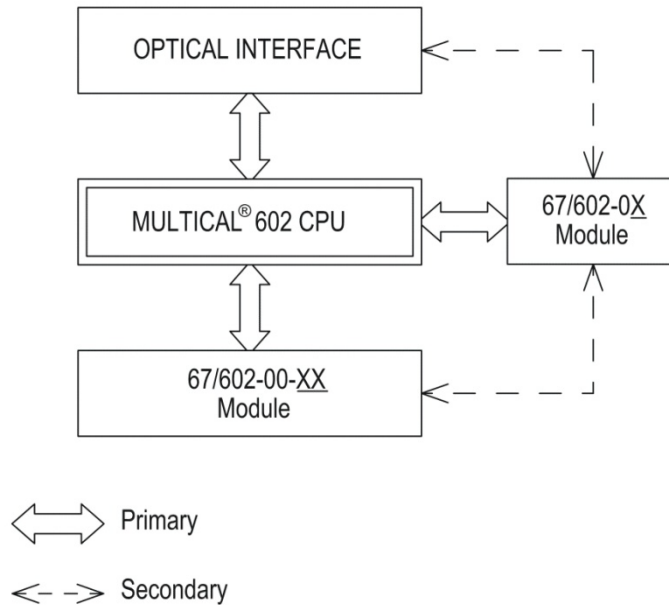 OPTICAL INTERFACE
MULTICAL® 602 CPU
67/602-0X
Module
67/602-00-XX
Module
Primary
Secondary